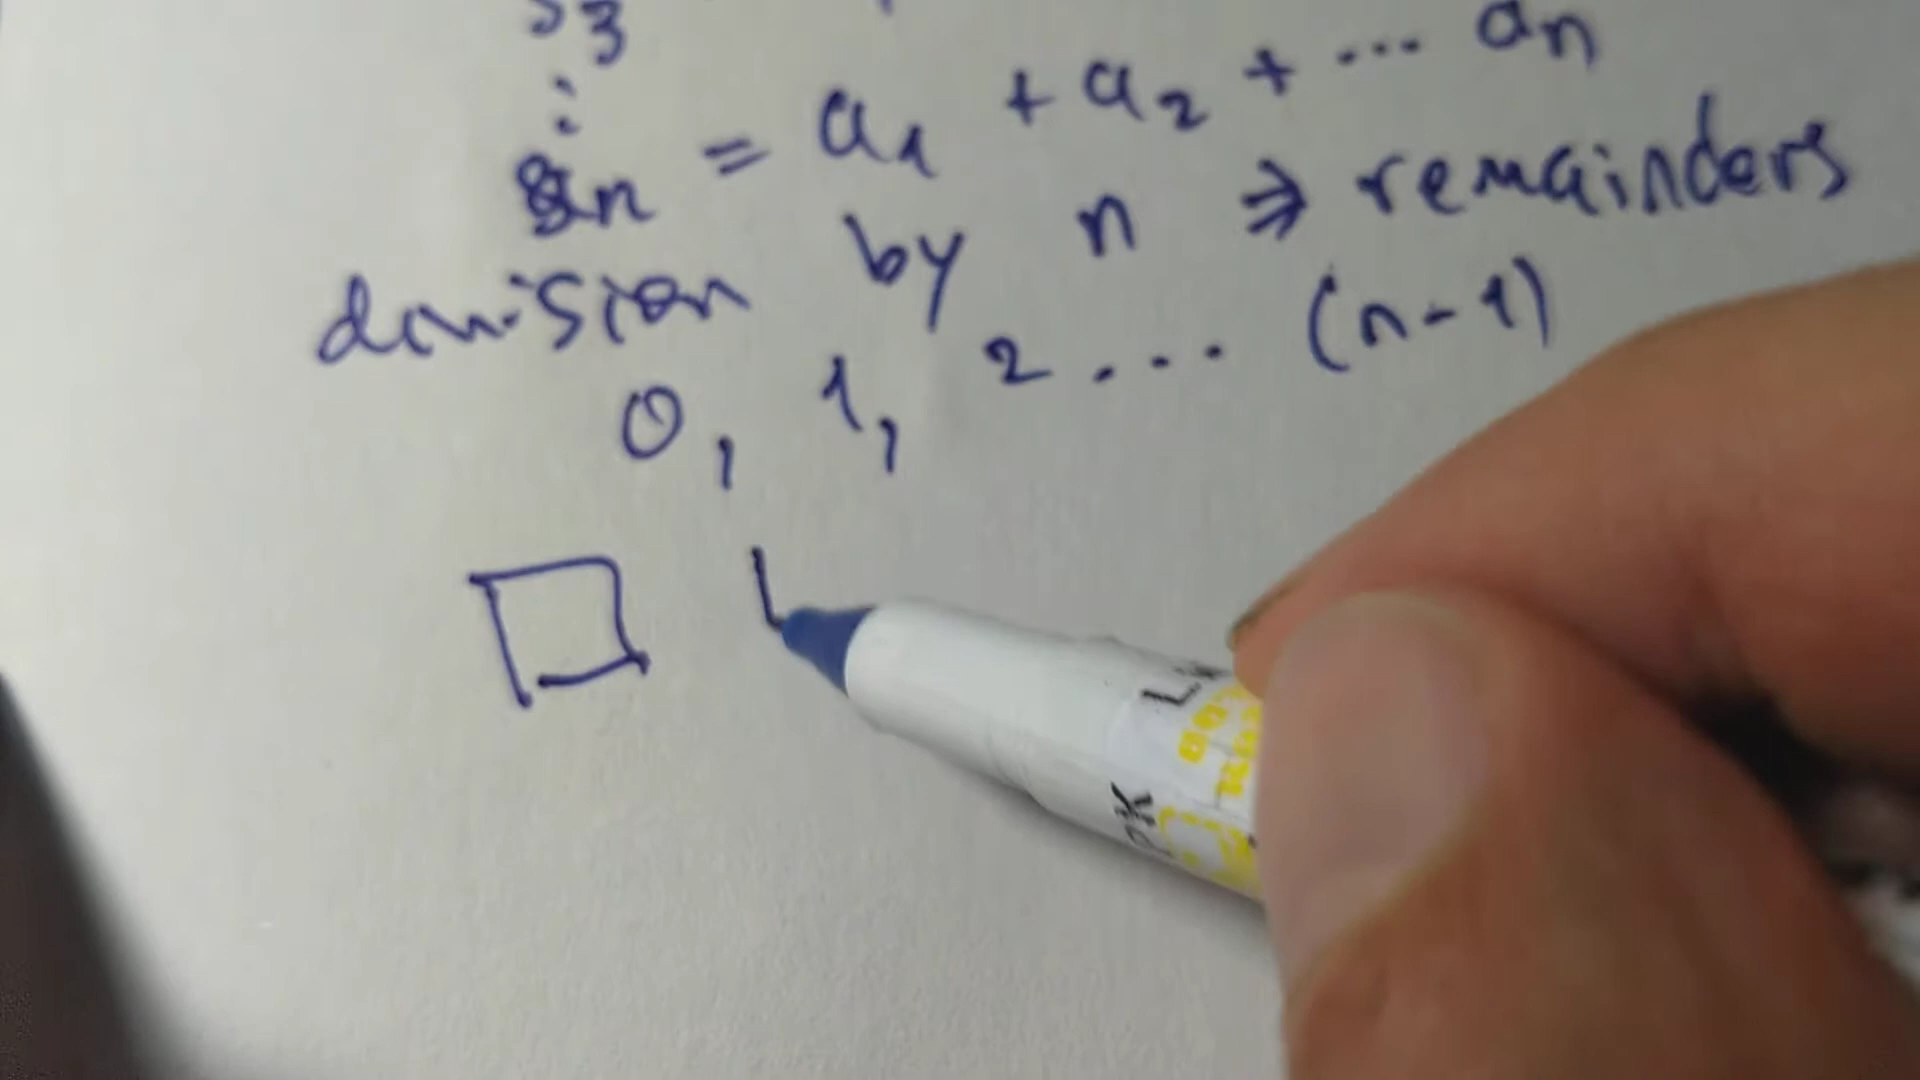 S3
⋮
Sn = a1 + a2 + ... an
division by n ⇒ remainders
0, 1, 2 ... (n-1)